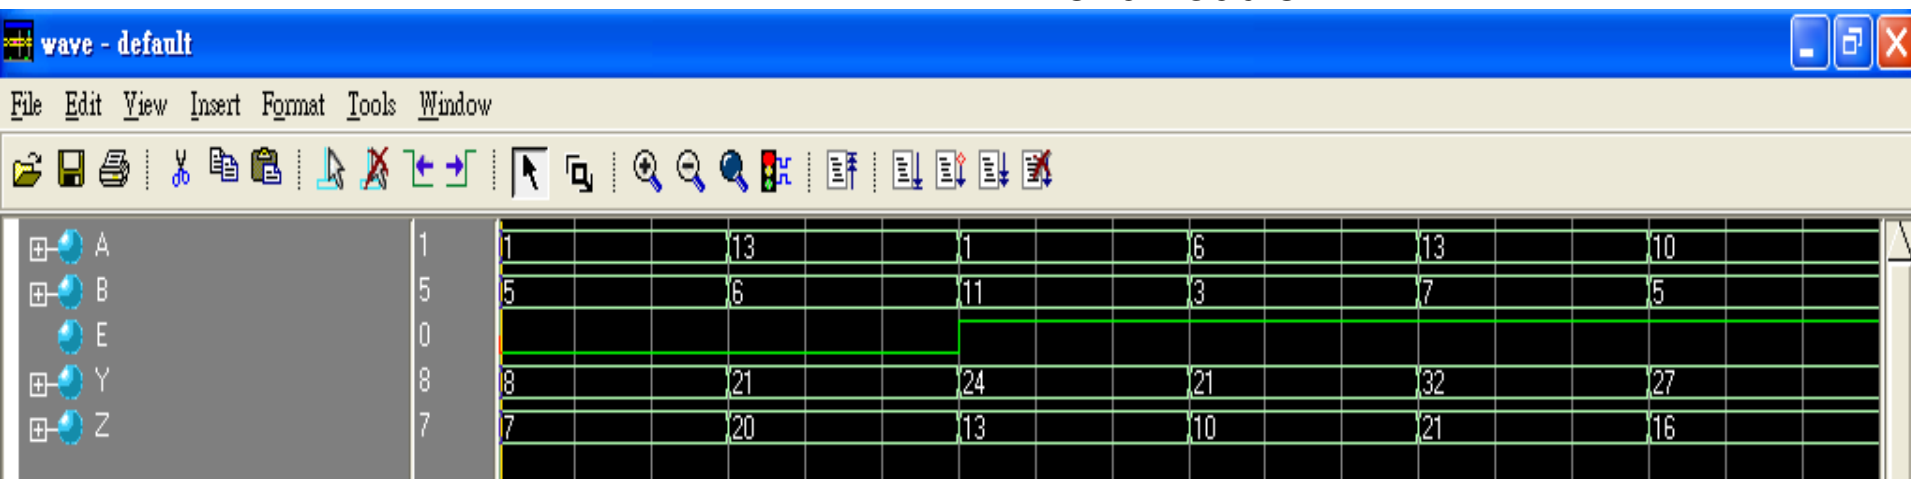 wave - default
File Edit View Insert Format Tools Window
A 1 1 13 1 6 13 10
B 5 5 6 11 3 7 5
E 0
Y 8 8 21 24 21 32 27
Z 7 7 20 13 10 21 16